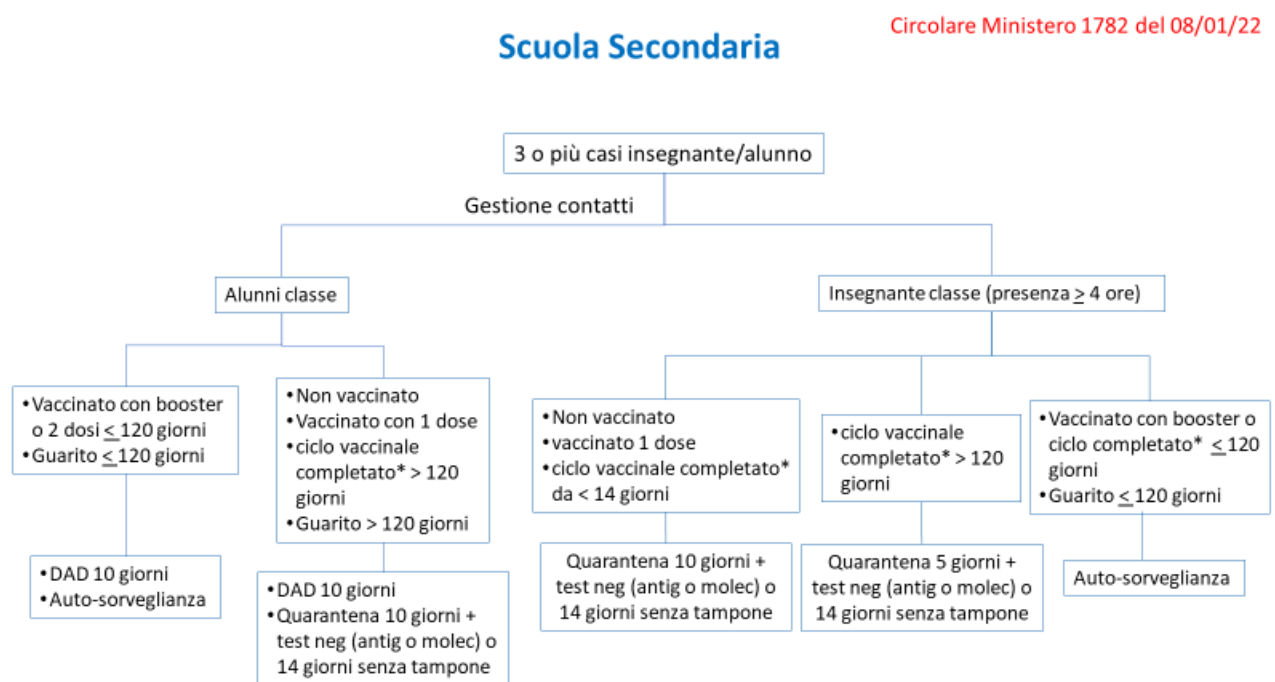 Circolare Ministero 1782 del 08/01/22
Scuola Secondaria
3 o più casi insegnante/alunno
Gestione contatti
Alunni classe
Insegnante classe (presenza ≥ 4 ore)
•Vaccinato con booster
o 2 dosi ≤ 120 giorni
•Guarito ≤ 120 giorni
•Non vaccinato
•Vaccinato con 1 dose
•ciclo vaccinale
completato* > 120
giorni
•Guarito > 120 giorni
•Non vaccinato
•vaccinato 1 dose
•ciclo vaccinale completato*
da < 14 giorni
•ciclo vaccinale
completato* > 120
giorni
•Vaccinato con booster o
ciclo completato* ≤ 120
giorni
•Guarito ≤ 120 giorni
•DAD 10 giorni
•Auto-sorveglianza
•DAD 10 giorni
•Quarantena 10 giorni +
test neg (antig o molec) o
14 giorni senza tampone
Quarantena 10 giorni +
test neg (antig o molec) o
14 giorni senza tampone
Quarantena 5 giorni +
test neg (antig o molec) o
14 giorni senza tampone
Auto-sorveglianza